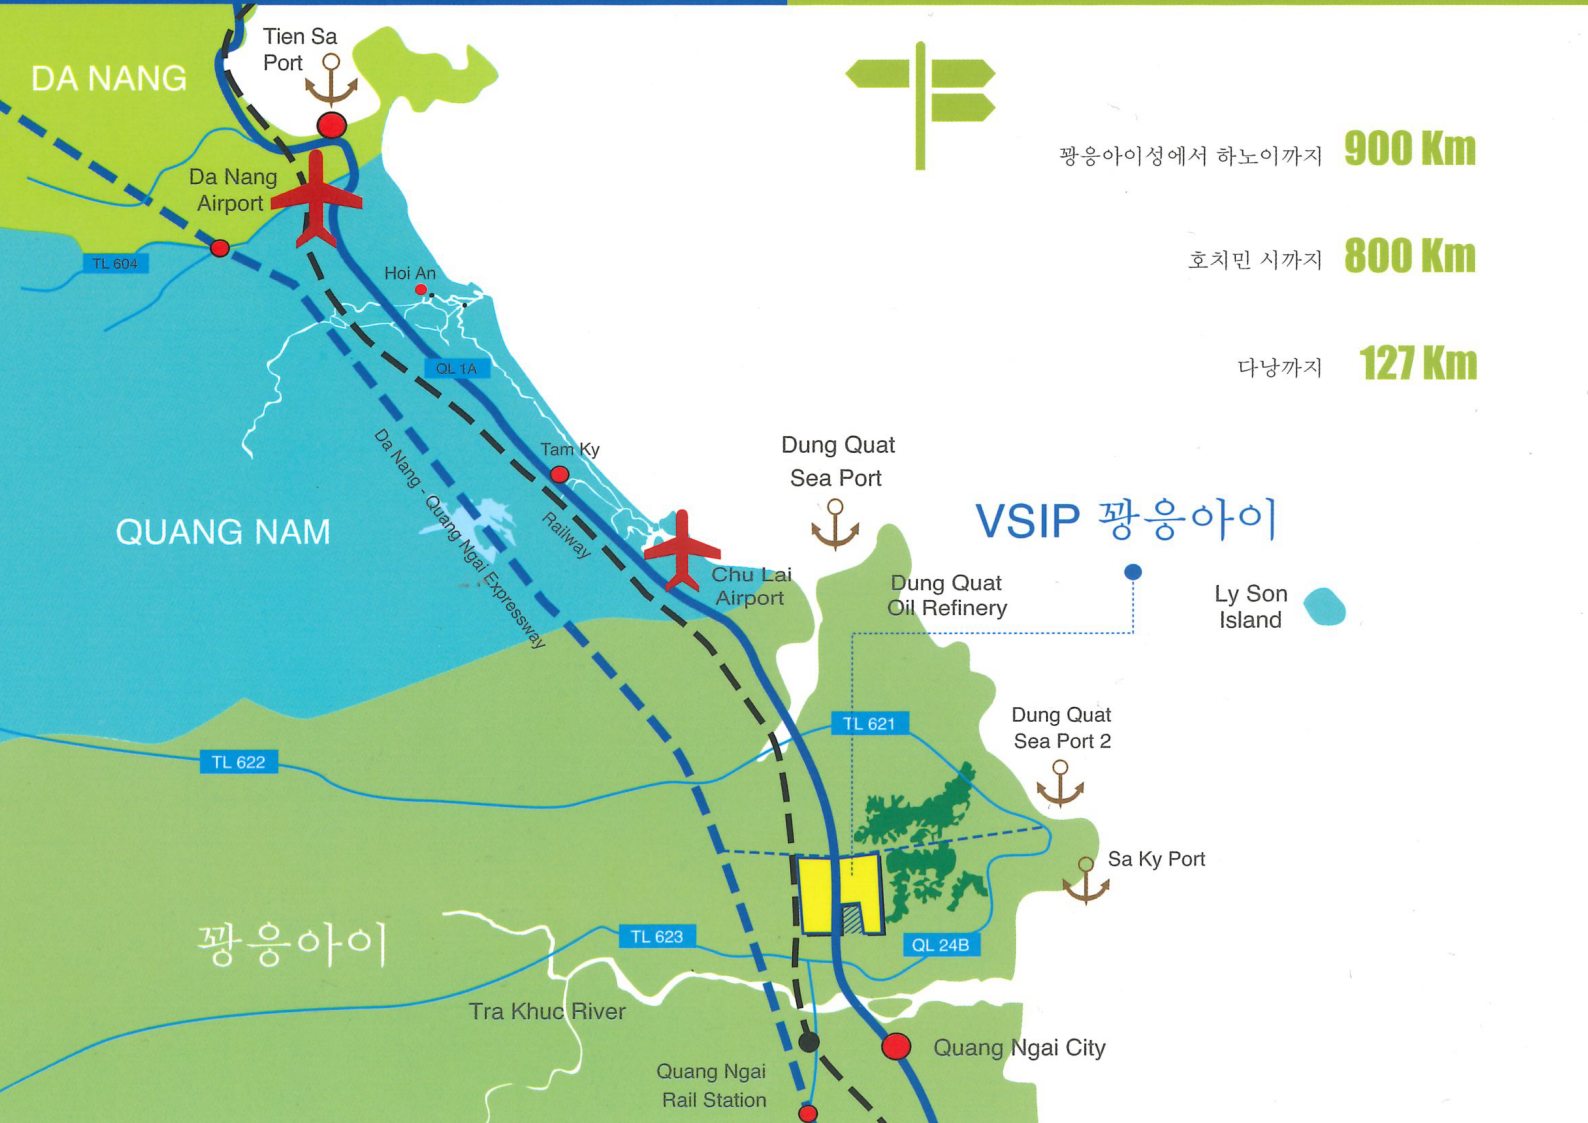 Tien Sa
Port
DA NANG
Da Nang
Airport
TL 604
Hoi An
QL 1A
Tam Ky
Da Nang - Quang Ngai Expressway
Railway
QUANG NAM
Chu Lai
Airport
꽝응아이성에서 하노이까지 900 Km
호치민 시까지 800 Km
다낭까지 127 Km
Dung Quat
Sea Port
VSIP 꽝응아이
Dung Quat
Oil Refinery
Ly Son
Island
Dung Quat
Sea Port 2
TL 621
TL 622
Sa Ky Port
TL 623
QL 24B
꽝응아이
Tra Khuc River
Quang Ngai City
Quang Ngai
Rail Station